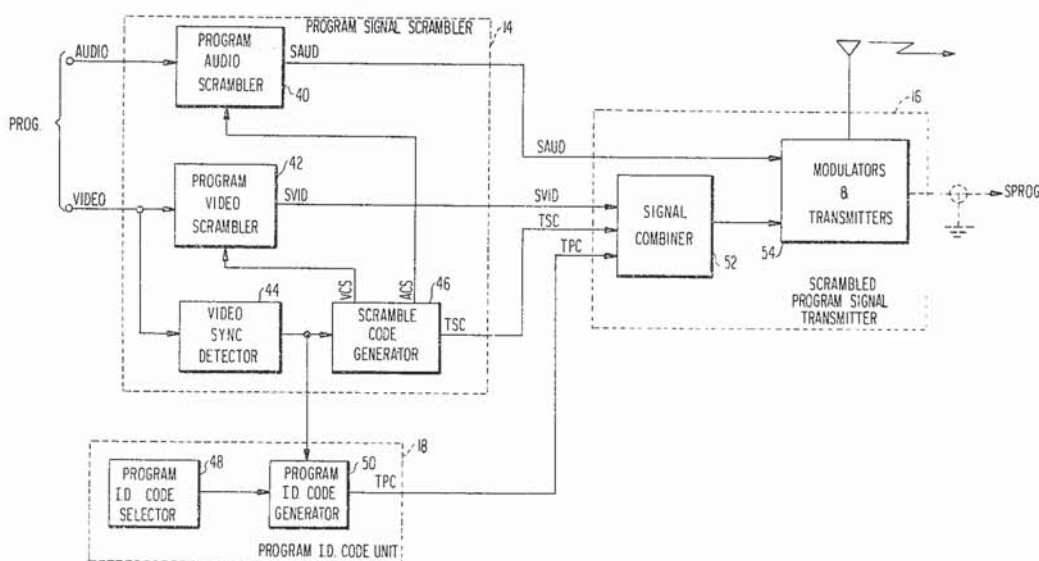 PROGRAM SIGNAL SCRAMBLER
14
AUDIO
PROGRAM
AUDIO
SCRAMBLER
40
SAUD
PROG.
VIDEO
42
PROGRAM
VIDEO
SCRAMBLER
SVID
44
VIDEO
SYNC
DETECTOR
VCS
ACS
46
SCRAMBLE
CODE
GENERATOR
TSC
16
SAUD
SVID
TSC
TPC
SIGNAL
COMBINER
52
MODULATORS
&
TRANSMITTERS
54
SPROG
SCRAMBLED
PROGRAM SIGNAL
TRANSMITTER
18
48
PROGRAM
I.D. CODE
SELECTOR
50
PROGRAM
I.D. CODE
GENERATOR
TPC
PROGRAM I.D. CODE UNIT